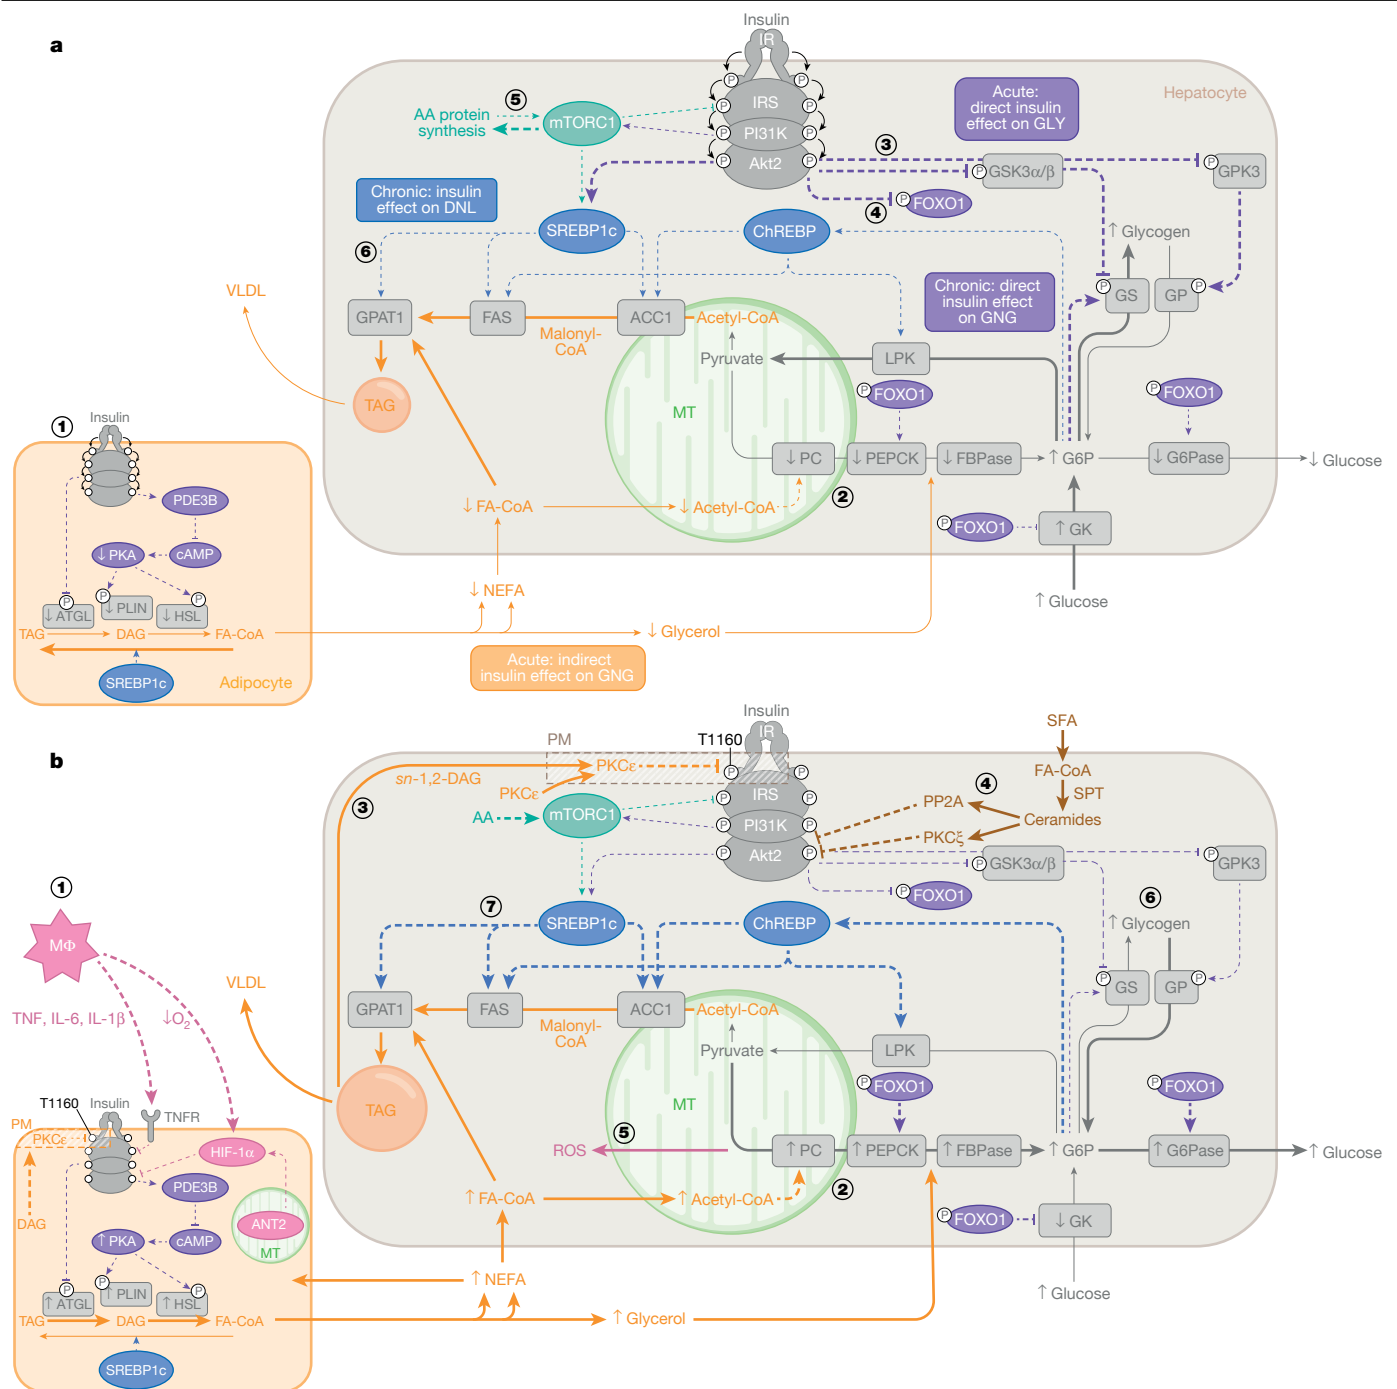 a
Insulin
IR
Hepatocyte
P
P
Acute:
direct insulin
effect on GLY
5
AA protein
synthesis
mTORC1
P
IRS
P
P
PI31K
P
P
Akt2
P
3
P
GSK3α/β
P
GPK3
4
P
FOXO1
Chronic: insulin
effect on DNL
6
SREBP1c
ChREBP
↑ Glycogen
Chronic: direct
insulin effect
on GNG
P
GS
GP
P
VLDL
GPAT1
FAS
Malonyl-
CoA
ACC1
Acetyl-CoA
Pyruvate
LPK
P
FOXO1
P
FOXO1
TAG
MT
↓ PC
↓ PEPCK
↓ FBPase
↑ G6P
↓ G6Pase
↓ Glucose
2
↓ FA-CoA
↓ Acetyl-CoA
P
FOXO1
↑ GK
↑ Glucose
1
Insulin
PDE3B
↓ PKA
cAMP
P
↓ ATGL
P
↓ PLIN
P
↓ HSL
TAG
DAG
FA-CoA
SREBP1c
Adipocyte
↓ NEFA
↓ Glycerol
Acute: indirect
insulin effect on GNG
b
Insulin
IR
PM
T1160
SFA
sn-1,2-DAG
PKCε
P
P
FA-CoA
3
PKCε
SPT
AA
mTORC1
P
IRS
P
PP2A
4
Ceramides
P
PI31K
P
PKCξ
P
Akt2
P
P
GSK3α/β
P
GPK3
P
FOXO1
1
MΦ
7
SREBP1c
ChREBP
6
↑ Glycogen
P
GS
GP
P
VLDL
TNF, IL-6, IL-1β
↓O2
GPAT1
FAS
Malonyl-
CoA
ACC1
Acetyl-CoA
Pyruvate
LPK
P
FOXO1
P
FOXO1
TAG
MT
5
ROS
↑ PC
↑ PEPCK
↑ FBPase
↑ G6P
↑ G6Pase
↑ Glucose
2
↑ FA-CoA
↑ Acetyl-CoA
P
FOXO1
↓ GK
↑ Glucose
T1160
Insulin
TNFR
PM
PKCε
HIF-1α
PDE3B
DAG
ANT2
MT
↑ PKA
cAMP
P
↑ ATGL
P
↑ PLIN
P
↑ HSL
TAG
DAG
FA-CoA
SREBP1c
↑ NEFA
↑ Glycerol